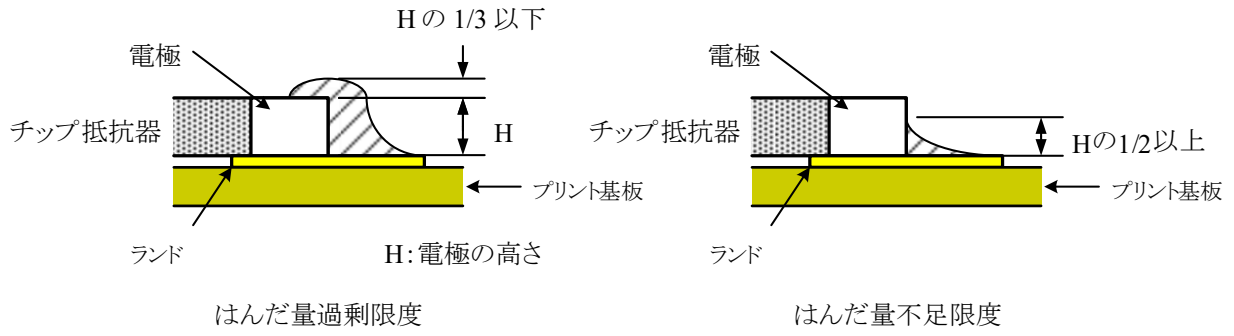 Hの 1/3 以下
電極
チップ抵抗器
H
プリント基板
ランド
H:電極の高さ
はんだ量過剰限度
電極
チップ抵抗器
Hの1/2以上
プリント基板
ランド
はんだ量不足限度